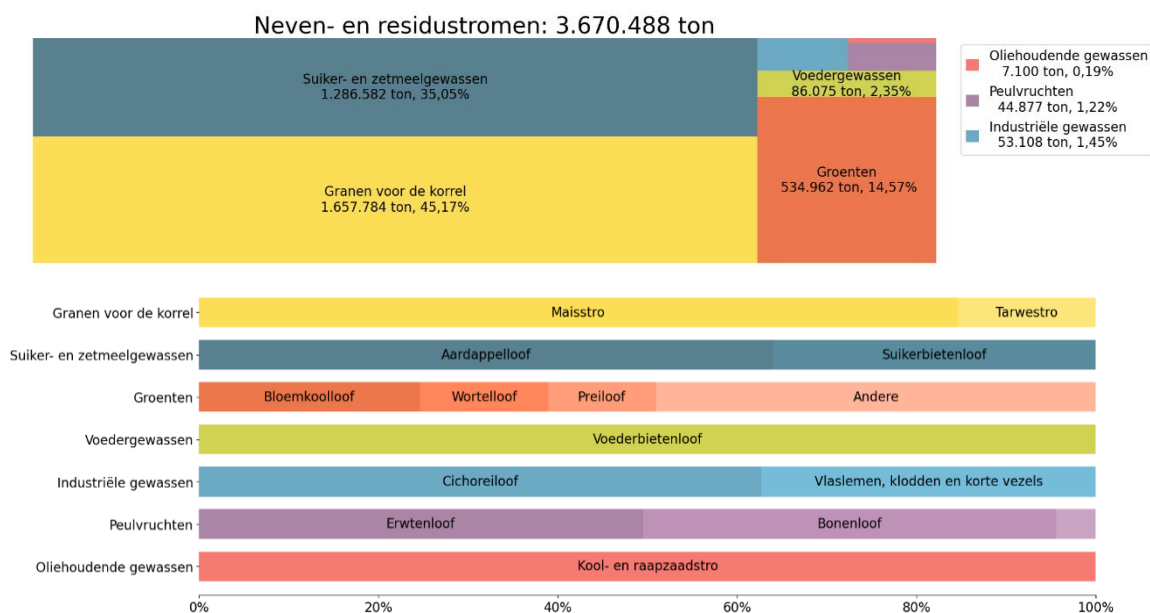 Neven- en residustromen: 3.670.488 ton
Suiker- en zetmeelgewassen
1.286.582 ton, 35,05%
Granen voor de korrel
1.657.784 ton, 45,17%
Voedergewassen
86.075 ton, 2,35%
Groenten
534.962 ton, 14,57%
Oliehoudende gewassen
7.100 ton, 0,19%
Peulvruchten
44.877 ton, 1,22%
Industriële gewassen
53.108 ton, 1,45%
Granen voor de korrel Maisstro Tarwestro
Suiker- en zetmeelgewassen Aardappelloof Suikerbietenloof
Groenten Bloemkoolloof Wortelloof Preiloof Andere
Voedergewassen Voederbietenloof
Industriële gewassen Cichoreiloof Vlaslemen, klodden en korte vezels
Peulvruchten Erwtenloof Bonenloof
Oliehoudende gewassen Kool- en raapzaadstro
0% 20% 40% 60% 80% 100%